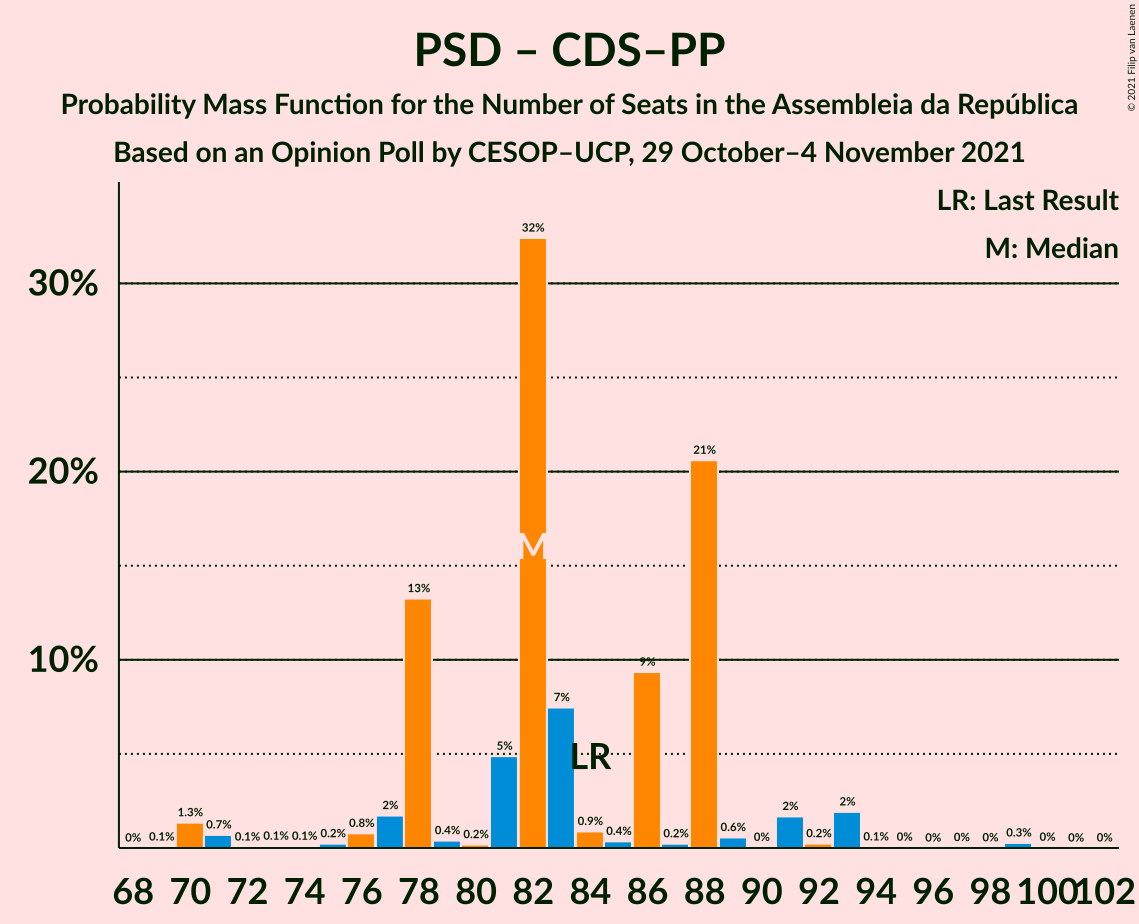 PSD – CDS–PP
Probability Mass Function for the Number of Seats in the Assembleia da República
Based on an Opinion Poll by CESOP–UCP, 29 October–4 November 2021
© 2021 Filip van Laenen
LR: Last Result
M: Median
30%
20%
10%
0% 0.1% 1.3% 0.7% 0.1% 0.1% 0.1% 0.2% 0.8% 2% 13% 0.4% 0.2% 5% 32% 7% 0.9% 0.4% 9% 0.2% 21% 0.6% 0% 2% 0.2% 2% 0.1% 0% 0% 0% 0% 0.3% 0% 0% 0%
M
LR
68 70 72 74 76 78 80 82 84 86 88 90 92 94 96 98 100 102